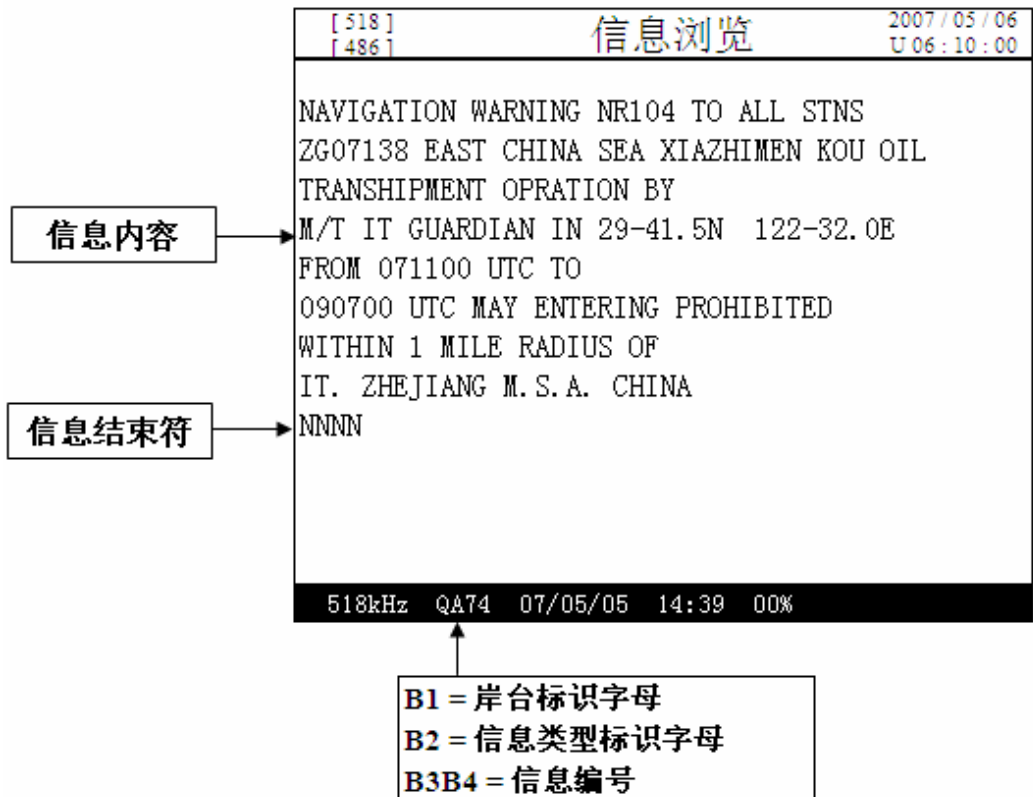 [ 518 ]
[ 486 ]
信息浏览
2007 / 05 / 06
U 06 : 10 : 00
NAVIGATION WARNING NR104 TO ALL STNS
ZG07138 EAST CHINA SEA XIAZHIMEN KOU OIL
TRANSHIPMENT OPRATION BY
M/T IT GUARDIAN IN 29-41.5N 122-32.0E
FROM 071100 UTC TO
090700 UTC MAY ENTERING PROHIBITED
WITHIN 1 MILE RADIUS OF
IT. ZHEJIANG M.S.A. CHINA
NNNN
信息内容
信息结束符
518kHz QA74 07/05/05 14:39 00%
B1 = 岸台标识字母
B2 = 信息类型标识字母
B3B4 = 信息编号